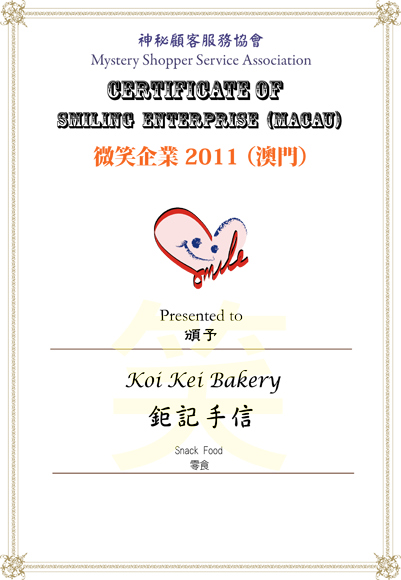 神秘顧客服務協會
Mystery Shopper Service Association
CERTIFICATE OF
SMILING ENTERPRISE (MACAU)
微笑企業 2011 (澳門)
Smile
Presented to
頒予
笑
Koi Kei Bakery
鉅記手信
Snack Food
零食